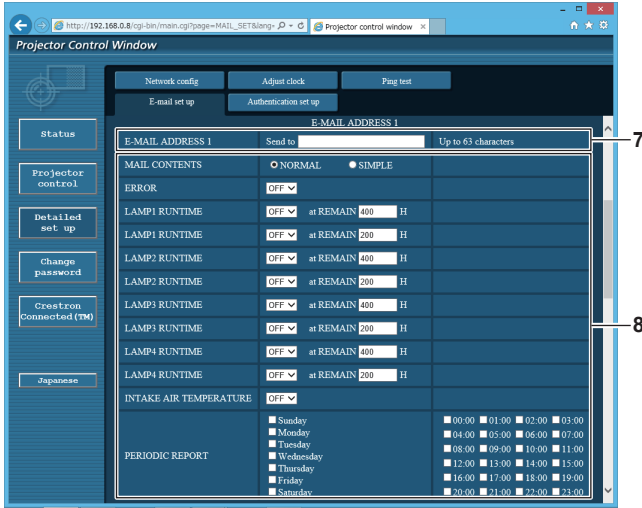 http://192.168.0.8/cgi-bin/main.cgi?page=MAIL_SET&lang=
Projector control window
Projector Control Window
Network config Adjust clock Ping test
E-mail set up Authentication set up
Status
Projector control
Detailed set up
Change password
Crestron Connected(TM)
Japanese
E-MAIL ADDRESS 1
E-MAIL ADDRESS 1 Send to Up to 63 characters
7
MAIL CONTENTS NORMAL SIMPLE
ERROR OFF
LAMP1 RUNTIME OFF at REMAIN 400 H
LAMP1 RUNTIME OFF at REMAIN 200 H
LAMP2 RUNTIME OFF at REMAIN 400 H
LAMP2 RUNTIME OFF at REMAIN 200 H
LAMP3 RUNTIME OFF at REMAIN 400 H
LAMP3 RUNTIME OFF at REMAIN 200 H
8
LAMP4 RUNTIME OFF at REMAIN 400 H
LAMP4 RUNTIME OFF at REMAIN 200 H
INTAKE AIR TEMPERATURE OFF
PERIODIC REPORT
Sunday
Monday
Tuesday
Wednesday
Thursday
Friday
Saturday
00:00 01:00 02:00 03:00
04:00 05:00 06:00 07:00
08:00 09:00 10:00 11:00
12:00 13:00 14:00 15:00
16:00 17:00 18:00 19:00
20:00 21:00 22:00 23:00